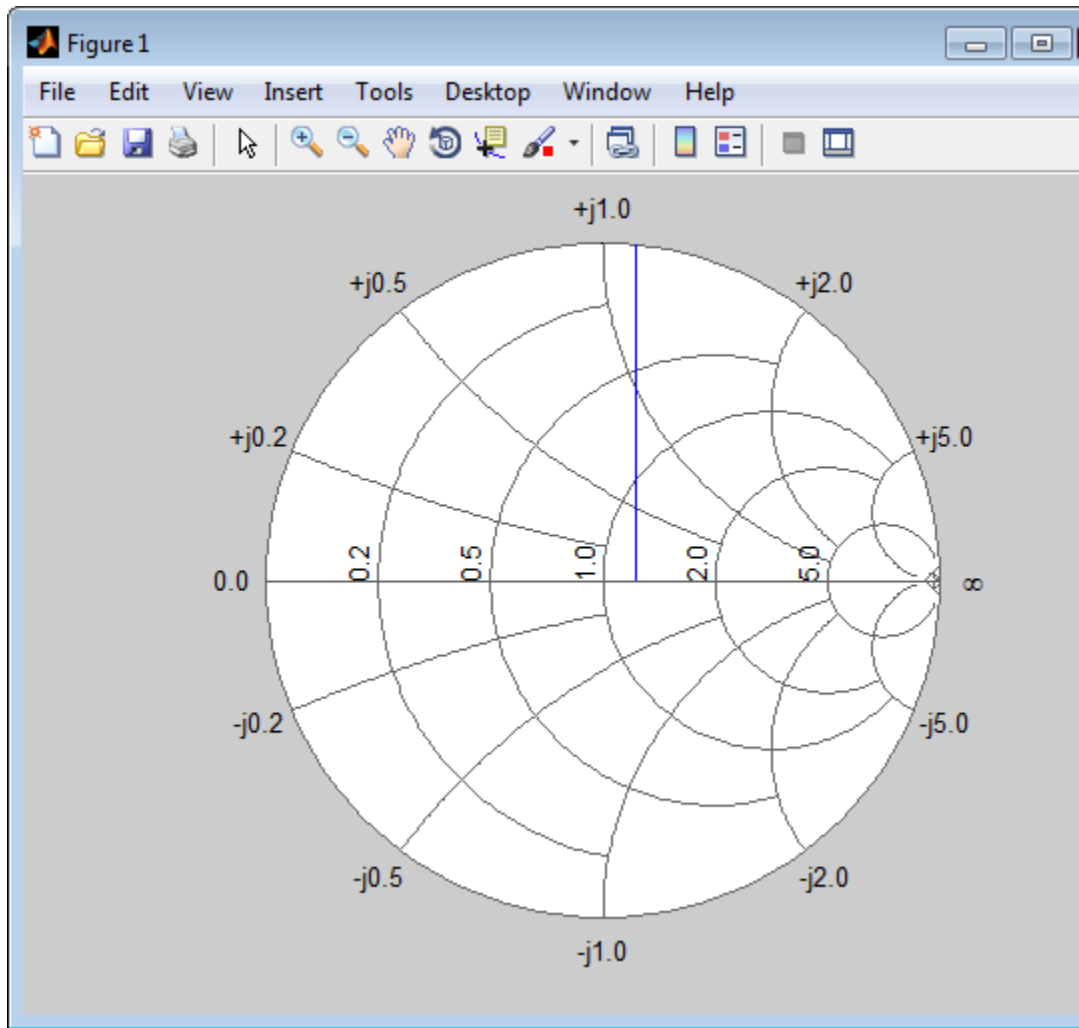 Figure 1
File Edit View Insert Tools Desktop Window Help
+j1.0
+j0.5 +j2.0
+j0.2 +j5.0
0.0 0.2 0.5 1.0 2.0 5.0 ∞
-j0.2 -j5.0
-j0.5 -j2.0
-j1.0